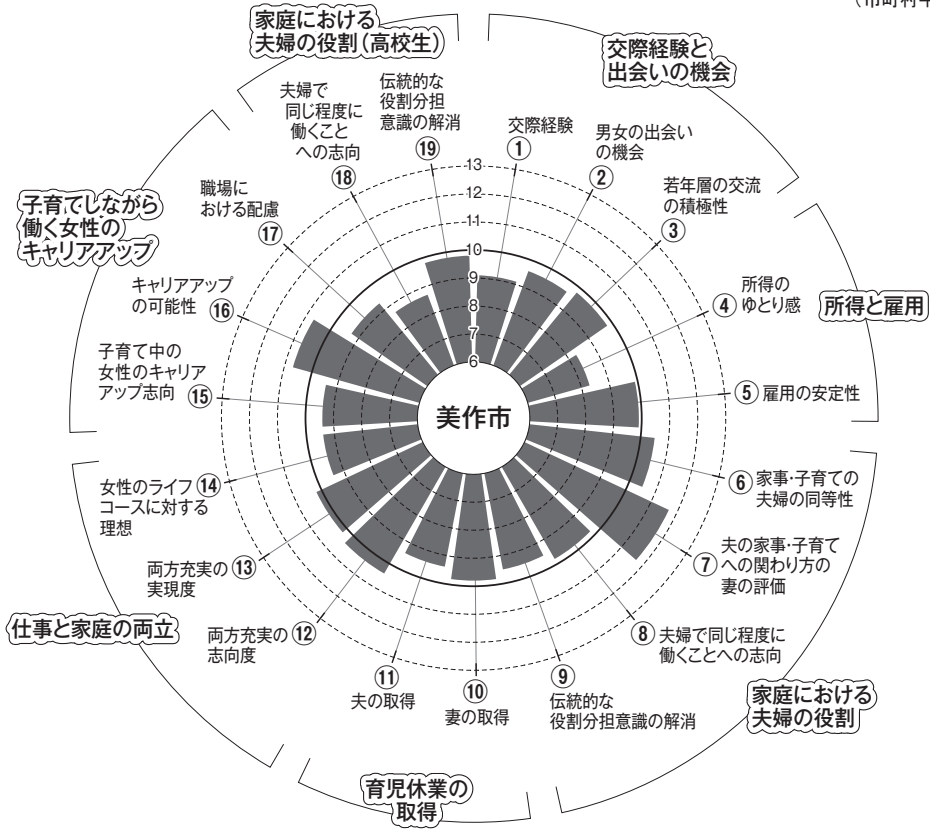 （市町村平
家庭における
夫婦の役割（高校生）
交際経験と
出会いの機会
所得と雇用
家庭における
夫婦の役割
育児休業の
取得
仕事と家庭の両立
子育てしながら
働く女性の
キャリアアップ
交際経験
①
男女の出会い
の機会
②
若年層の交流
の積極性
③
④ 所得の
ゆとり感
⑤ 雇用の安定性
⑥ 家事・子育ての
夫婦の同等性
⑦ 夫の家事・子育て
への関わり方の
妻の評価
⑧ 夫婦で同じ程度に
働くことへの志向
⑨
伝統的な
役割分担意識の解消
⑩
妻の取得
⑪
夫の取得
両方充実の ⑫
志向度
両方充実の ⑬
実現度
女性のライフ ⑭
コースに対する
理想
子育て中の
女性のキャリア
アップ志向 ⑮
キャリアアップ
の可能性 ⑯
職場に
おける配慮
⑰
夫婦で
同じ程度に
働くこと
への志向
⑱
伝統的な
役割分担
意識の解消
⑲
13
12
11
10
9
8
7
6
美作市